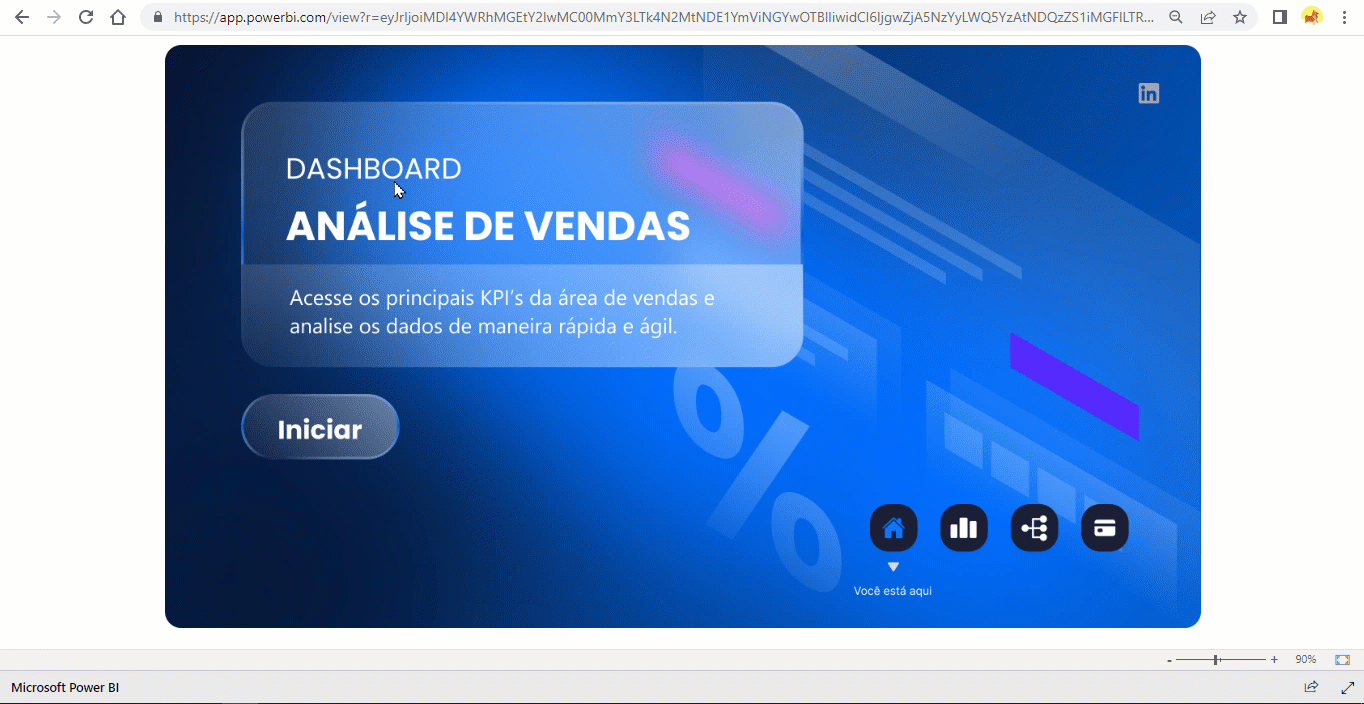 https://app.powerbi.com/view?r=
DASHBOARD
ANÁLISE DE VENDAS
Acesse os principais KPI's da área de vendas e
analise os dados de maneira rápida e ágil.
Iniciar
in
Você está aqui
%
- + 90%
Microsoft Power BI